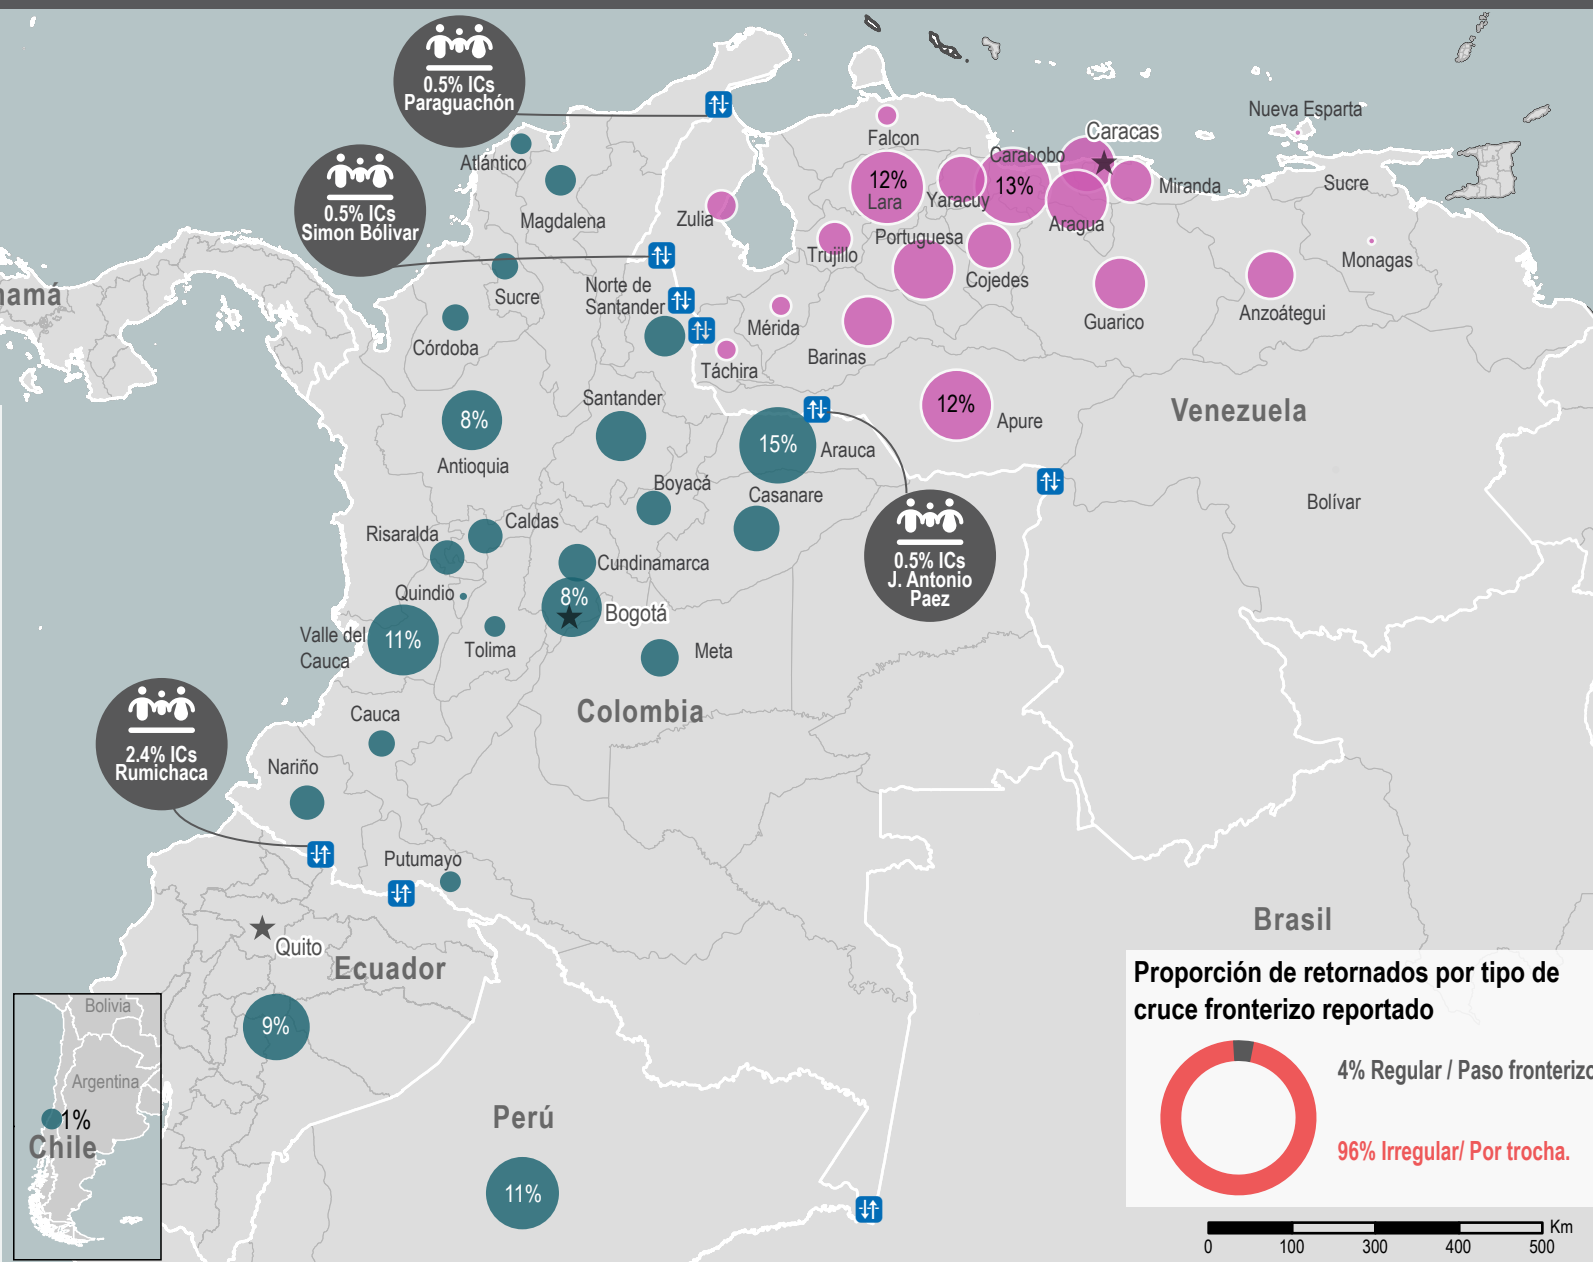 0.5% ICs
Paraguachón
Atlántico
Magdalena
0.5% ICs
Simon Bólivar
Sucre
Córdoba
Norte de
Santander
Zulia
Falcon
12%
Lara
Yaracuy
Carabobo
13%
Caracas
Aragua
Miranda
Nueva Esparta
Sucre
Monagas
Trujillo
Portuguesa
Cojedes
Guarico
Anzoátegui
Mérida
Barinas
Táchira
12%
Apure
Venezuela
Bolívar
namá
8%
Antioquia
Santander
15%
Arauca
Boyacá
Casanare
0.5% ICs
J. Antonio
Paez
Risaralda
Caldas
Cundinamarca
Quindio
8%
Bogotá
Valle del
Cauca
11%
Tolima
Meta
Colombia
Cauca
2.4% ICs
Rumichaca
Nariño
Putumayo
Quito
Ecuador
9%
Brasil
Bolivia
Argentina
1%
Chile
Perú
11%
Proporción de retornados por tipo de
cruce fronterizo reportado
4% Regular / Paso fronterizo
96% Irregular/ Por trocha.
Km
0 100 300 400 500